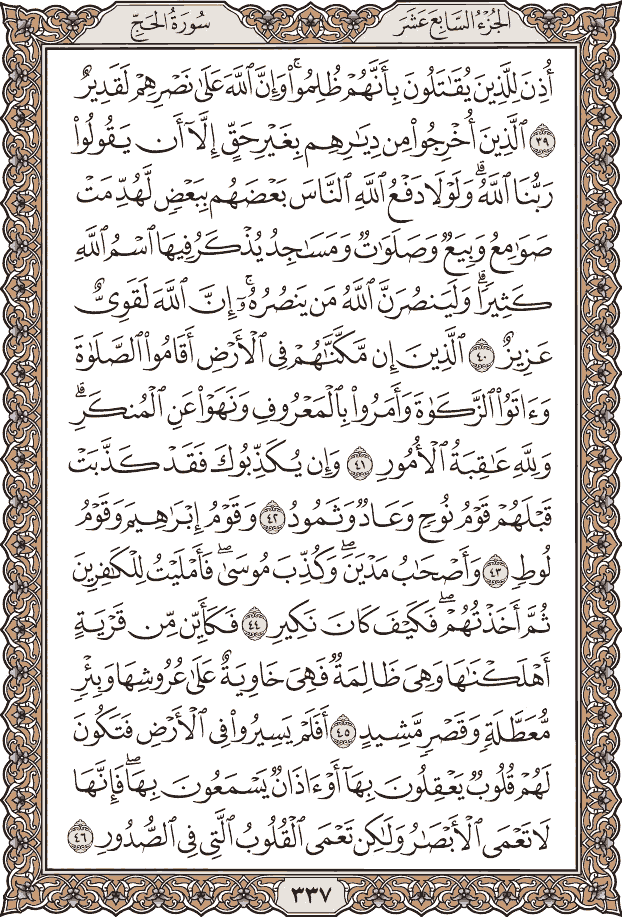 الجُزْءُ السَّابِعَ عَشَرَ
سُورَةُ الحَجِّ
أُذِنَ لِلَّذِينَ يُقَٰتَلُونَ بِأَنَّهُمۡ ظُلِمُواْۚ وَإِنَّ ٱللَّهَ عَلَىٰ نَصۡرِهِمۡ لَقَدِيرٌ
٣٩ ٱلَّذِينَ أُخۡرِجُواْ مِن دِيَٰرِهِم بِغَيۡرِ حَقٍّ إِلَّآ أَن يَقُولُواْ
رَبُّنَا ٱللَّهُۗ وَلَوۡلَا دَفۡعُ ٱللَّهِ ٱلنَّاسَ بَعۡضَهُم بِبَعۡضٖ لَّهُدِّمَتۡ
صَوَٰمِعُ وَبِيَعٞ وَصَلَوَٰتٞ وَمَسَٰجِدُ يُذۡكَرُ فِيهَا ٱسۡمُ ٱللَّهِ
كَثِيرٗاۗ وَلَيَنصُرَنَّ ٱللَّهُ مَن يَنصُرُهُۥٓۚ إِنَّ ٱللَّهَ لَقَوِيٌّ
عَزِيزٌ ٤٠ ٱلَّذِينَ إِن مَّكَّنَّٰهُمۡ فِي ٱلۡأَرۡضِ أَقَامُواْ ٱلصَّلَوٰةَ
وَءَاتَوُاْ ٱلزَّكَوٰةَ وَأَمَرُواْ بِٱلۡمَعۡرُوفِ وَنَهَوۡاْ عَنِ ٱلۡمُنكَرِۗ
وَلِلَّهِ عَٰقِبَةُ ٱلۡأُمُورِ ٤١ وَإِن يُكَذِّبُوكَ فَقَدۡ كَذَّبَتۡ
قَبۡلَهُمۡ قَوۡمُ نُوحٖ وَعَادٞ وَثَمُودُ ٤٢ وَقَوۡمُ إِبۡرَٰهِيمَ وَقَوۡمُ
لُوطٖ ٤٣ وَأَصۡحَٰبُ مَدۡيَنَۖ وَكُذِّبَ مُوسَىٰۖ فَأَمۡلَيۡتُ لِلۡكَٰفِرِينَ
ثُمَّ أَخَذۡتُهُمۡۖ فَكَيۡفَ كَانَ نَكِيرِ ٤٤ فَكَأَيِّن مِّن قَرۡيَةٍ
أَهۡلَكۡنَٰهَا وَهِيَ ظَالِمَةٞ فَهِيَ خَاوِيَةٌ عَلَىٰ عُرُوشِهَا وَبِئۡرٖ
مُّعَطَّلَةٖ وَقَصۡرٖ مَّشِيدٍ ٤٥ أَفَلَمۡ يَسِيرُواْ فِي ٱلۡأَرۡضِ فَتَكُونَ
لَهُمۡ قُلُوبٞ يَعۡقِلُونَ بِهَآ أَوۡ ءَاذَانٞ يَسۡمَعُونَ بِهَاۖ فَإِنَّهَا
لَا تَعۡمَى ٱلۡأَبۡصَٰرُ وَلَٰكِن تَعۡمَى ٱلۡقُلُوبُ ٱلَّتِي فِي ٱلصُّدُورِ ٤٦
٣٣٧